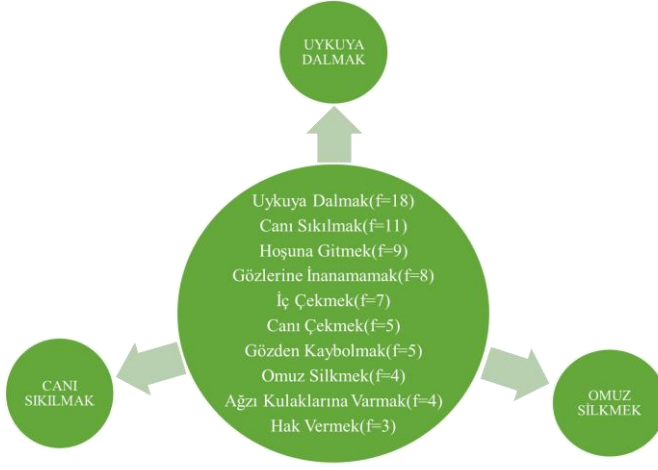 UYKUYA
DALMAK
Uykuya Dalmak(f=18)
Canı Sıkılmak(f=11)
Hoşuna Gitmek(f=9)
Gözlerine İnanamamak(f=8)
İç Çekmek(f=7)
Canı Çekmek(f=5)
Gözden Kaybolmak(f=5)
Omuz Silkmek(f=4)
Ağzı Kulaklarına Varmak(f=4)
Hak Vermek(f=3)
CANI
SIKILMAK
OMUZ
SİLKMEK